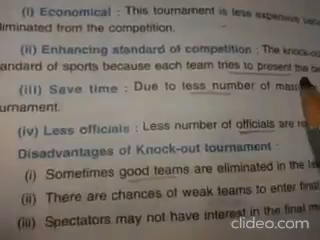 (i) Economical : This tournament is less expensive
eliminated from the competition.
(ii) Enhancing standard of competition : The knock-
standard of sports because each team tries to present the
(iii) Save time : Due to less number of
tournament.
(iv) Less officials : Less number of officials are
Disadvantages of Knock-out tournament :
(i) Sometimes good teams are eliminated in the
(ii) There are chances of weak teams to enter final
(iii) Spectators may not have interest in the final
clideo.com